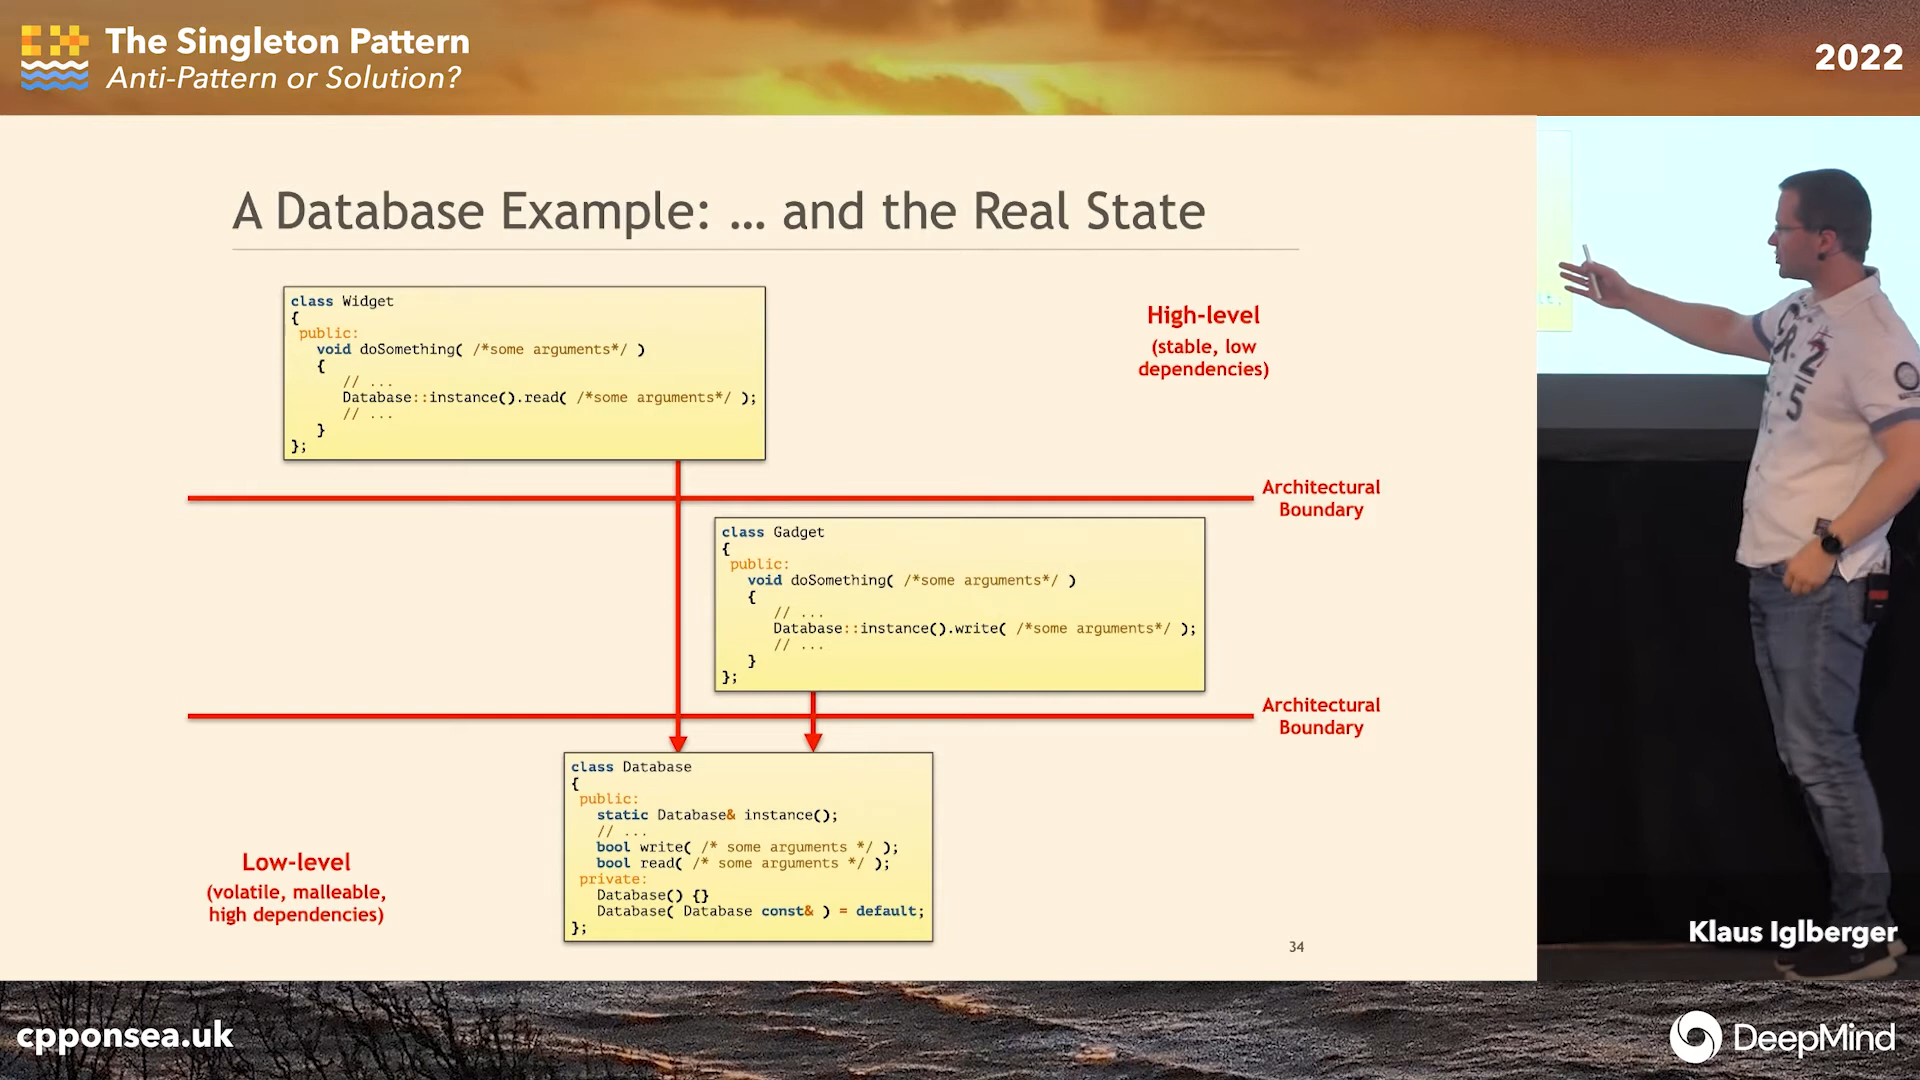 The Singleton Pattern
Anti-Pattern or Solution?
2022
A Database Example: … and the Real State
class Widget
{
public:
void doSomething( /*some arguments*/ )
{
// ...
Database::instance().read( /*some arguments*/ );
// ...
}
};
High-level
(stable, low
dependencies)
Architectural
Boundary
class Gadget
{
public:
void doSomething( /*some arguments*/ )
{
// ...
Database::instance().write( /*some arguments*/ );
// ...
}
};
Architectural
Boundary
class Database
{
public:
static Database& instance();
// ...
bool write( /* some arguments */ );
bool read( /* some arguments */ );
private:
Database() {}
Database( Database const& ) = default;
};
Low-level
(volatile, malleable,
high dependencies)
34
Klaus Iglberger
cpponsea.uk
DeepMind